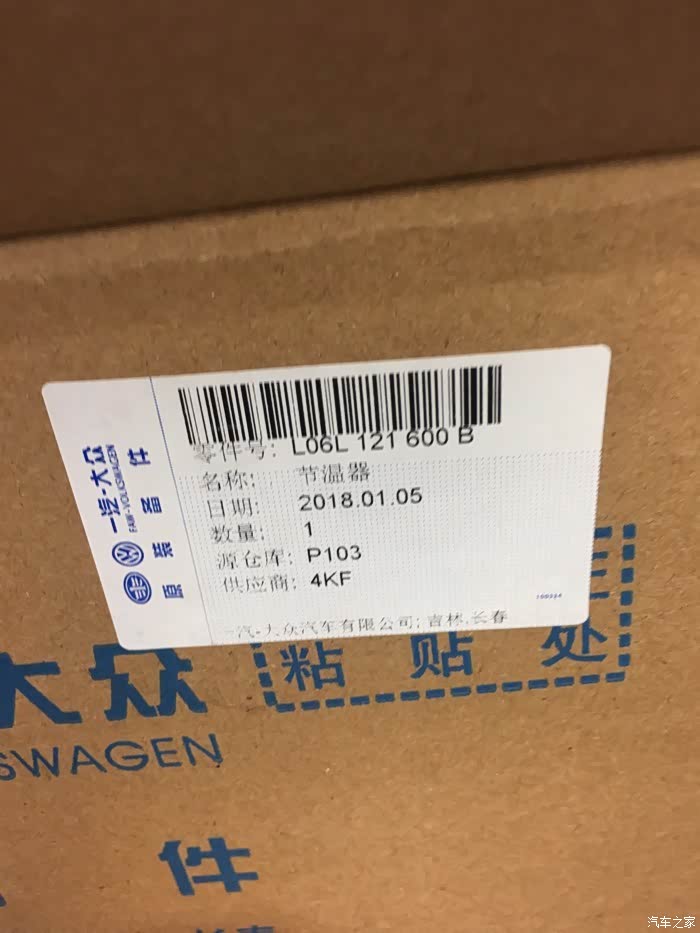 零件号: L06L 121 600 B
名称: 节温器
日期: 2018.01.05
数量: 1
源仓库: P103
供应商: 4KF
一汽-大众汽车有限公司; 吉林.长春
一汽-大众
FAW-VOLKSWAGEN
原装备件
粘贴处
大众
SWAGEN
件
汽车之家